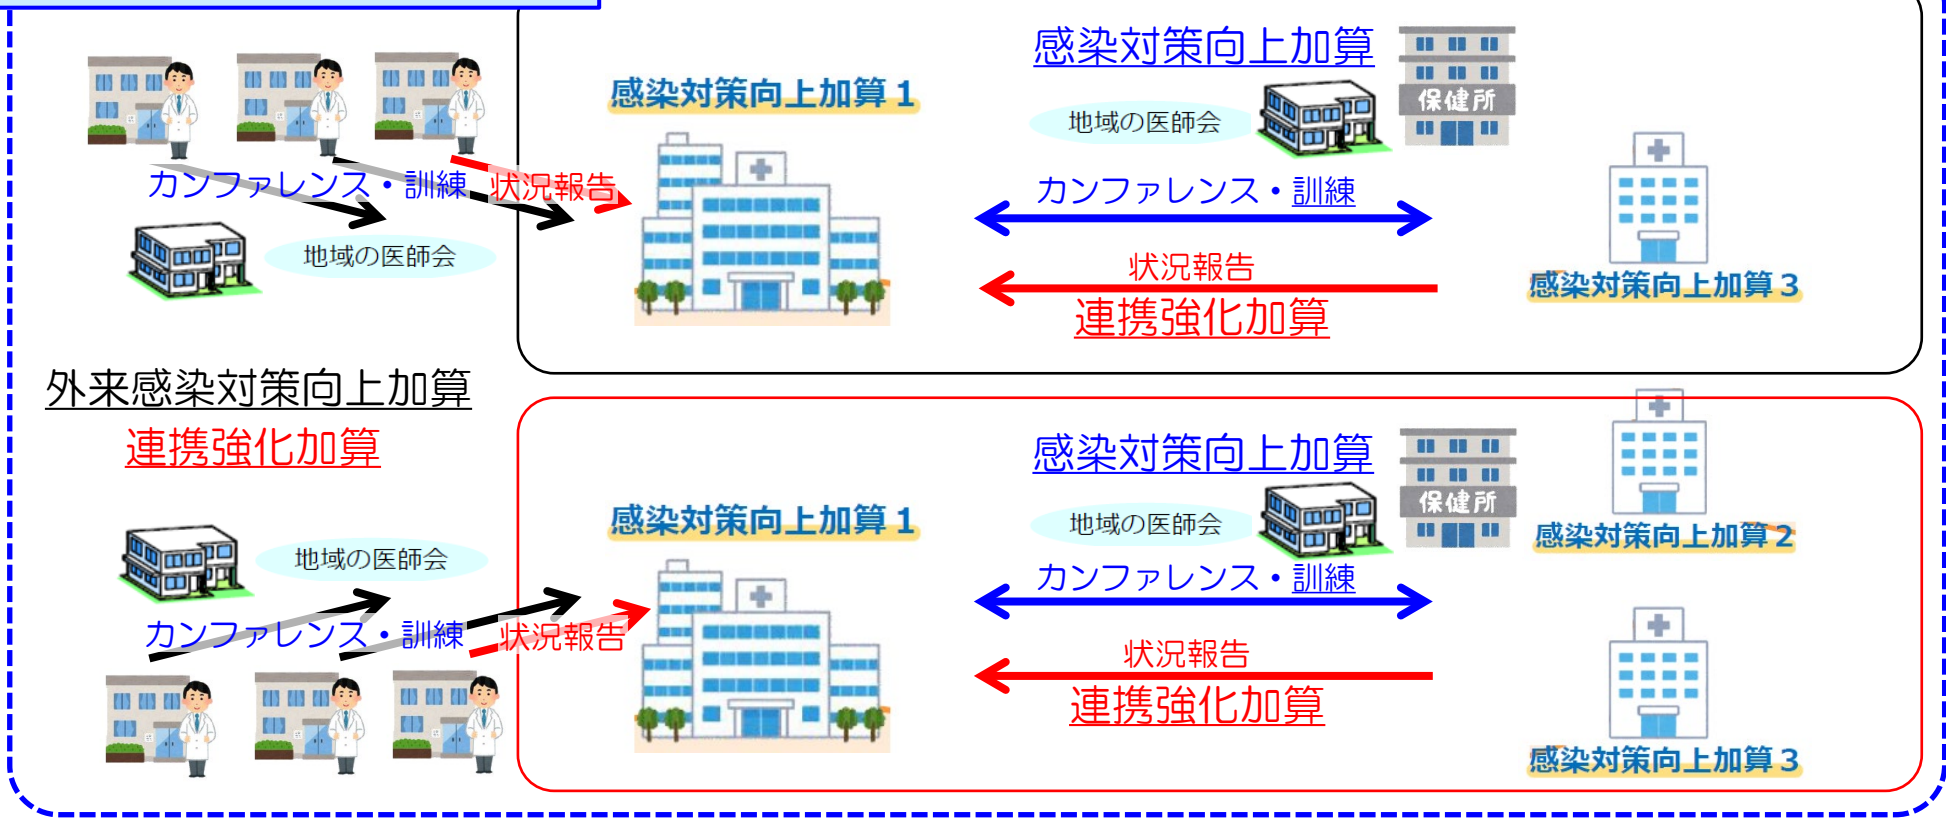 感染対策向上加算
感染対策向上加算１
保健所
地域の医師会
カンファレンス・訓練
状況報告
カンファレンス・訓練
地域の医師会
状況報告
感染対策向上加算３
連携強化加算
外来感染対策向上加算
連携強化加算
感染対策向上加算
保健所
感染対策向上加算１
地域の医師会
感染対策向上加算２
地域の医師会
カンファレンス・訓練
カンファレンス・訓練
状況報告
状況報告
連携強化加算
感染対策向上加算３